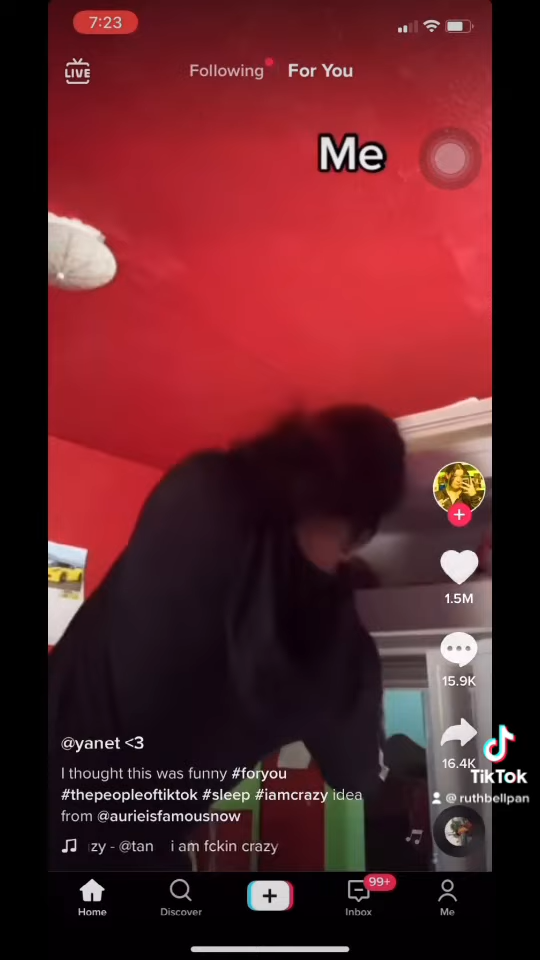 7:23
LIVE
Following For You
Me
1.5M
15.9K
16.4K
TikTok
@ruthbellpan
@yanet <3
I thought this was funny #foryou
#thepeopleoftiktok #sleep #iamcrazy idea
from @aurieisfamousnow
zy - @tan i am fckin crazy
99+
Home Discover Inbox Me